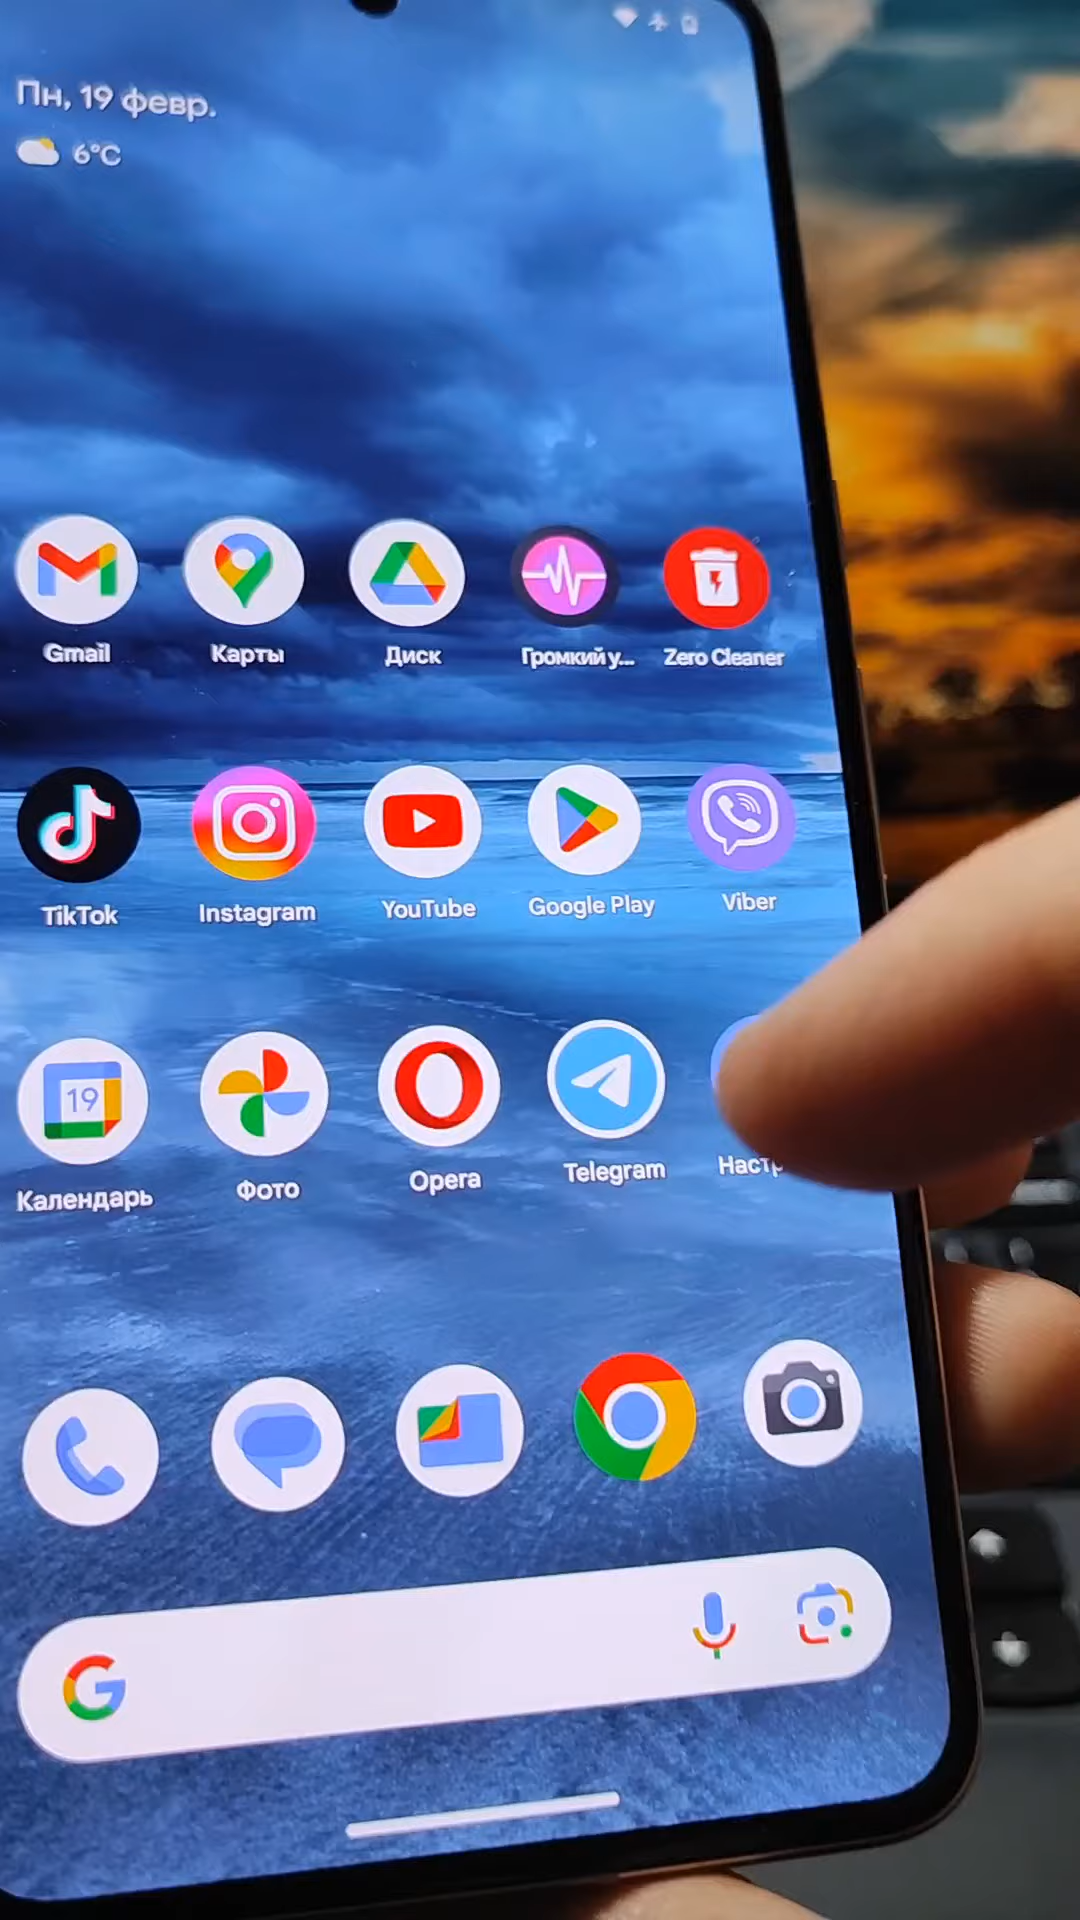 Пн, 19 февр.
6°C
Gmail
Карты
Диск
Громкий у...
Zero Cleaner
TikTok
Instagram
YouTube
Google Play
Viber
19
Календарь
Фото
Opera
Telegram
Настр
G